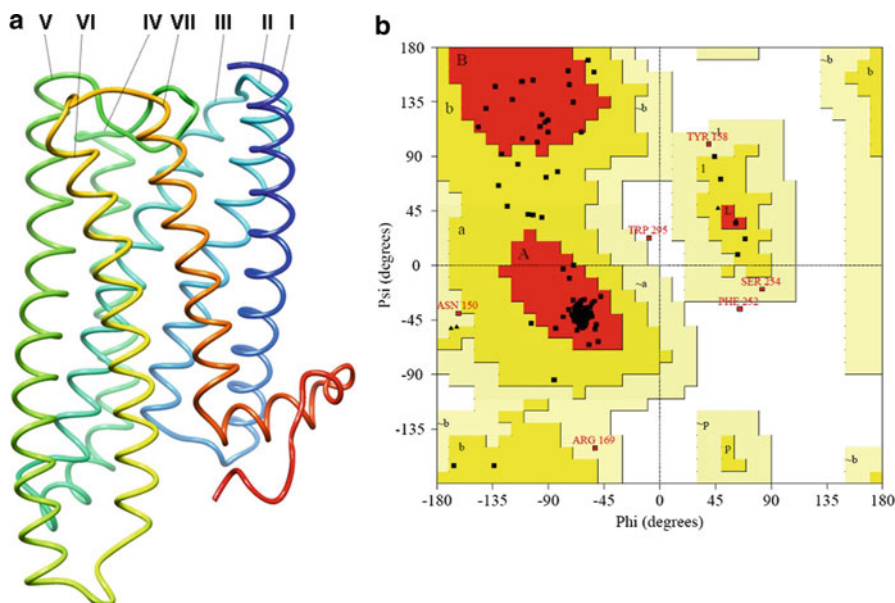 a
V VI IV VII III II I
b
180
135
90
45
0
-45
-90
-135
-180 -135 -90 -45 0 45 90 135 180
Psi (degrees)
Phi (degrees)
B
b
~b
~b
b
TYR 158
l
l
L
a
A
TRP 295
~a
SER 254
PHE 252
ASN 150
~b
b
ARG 169
~p
p
~b
b